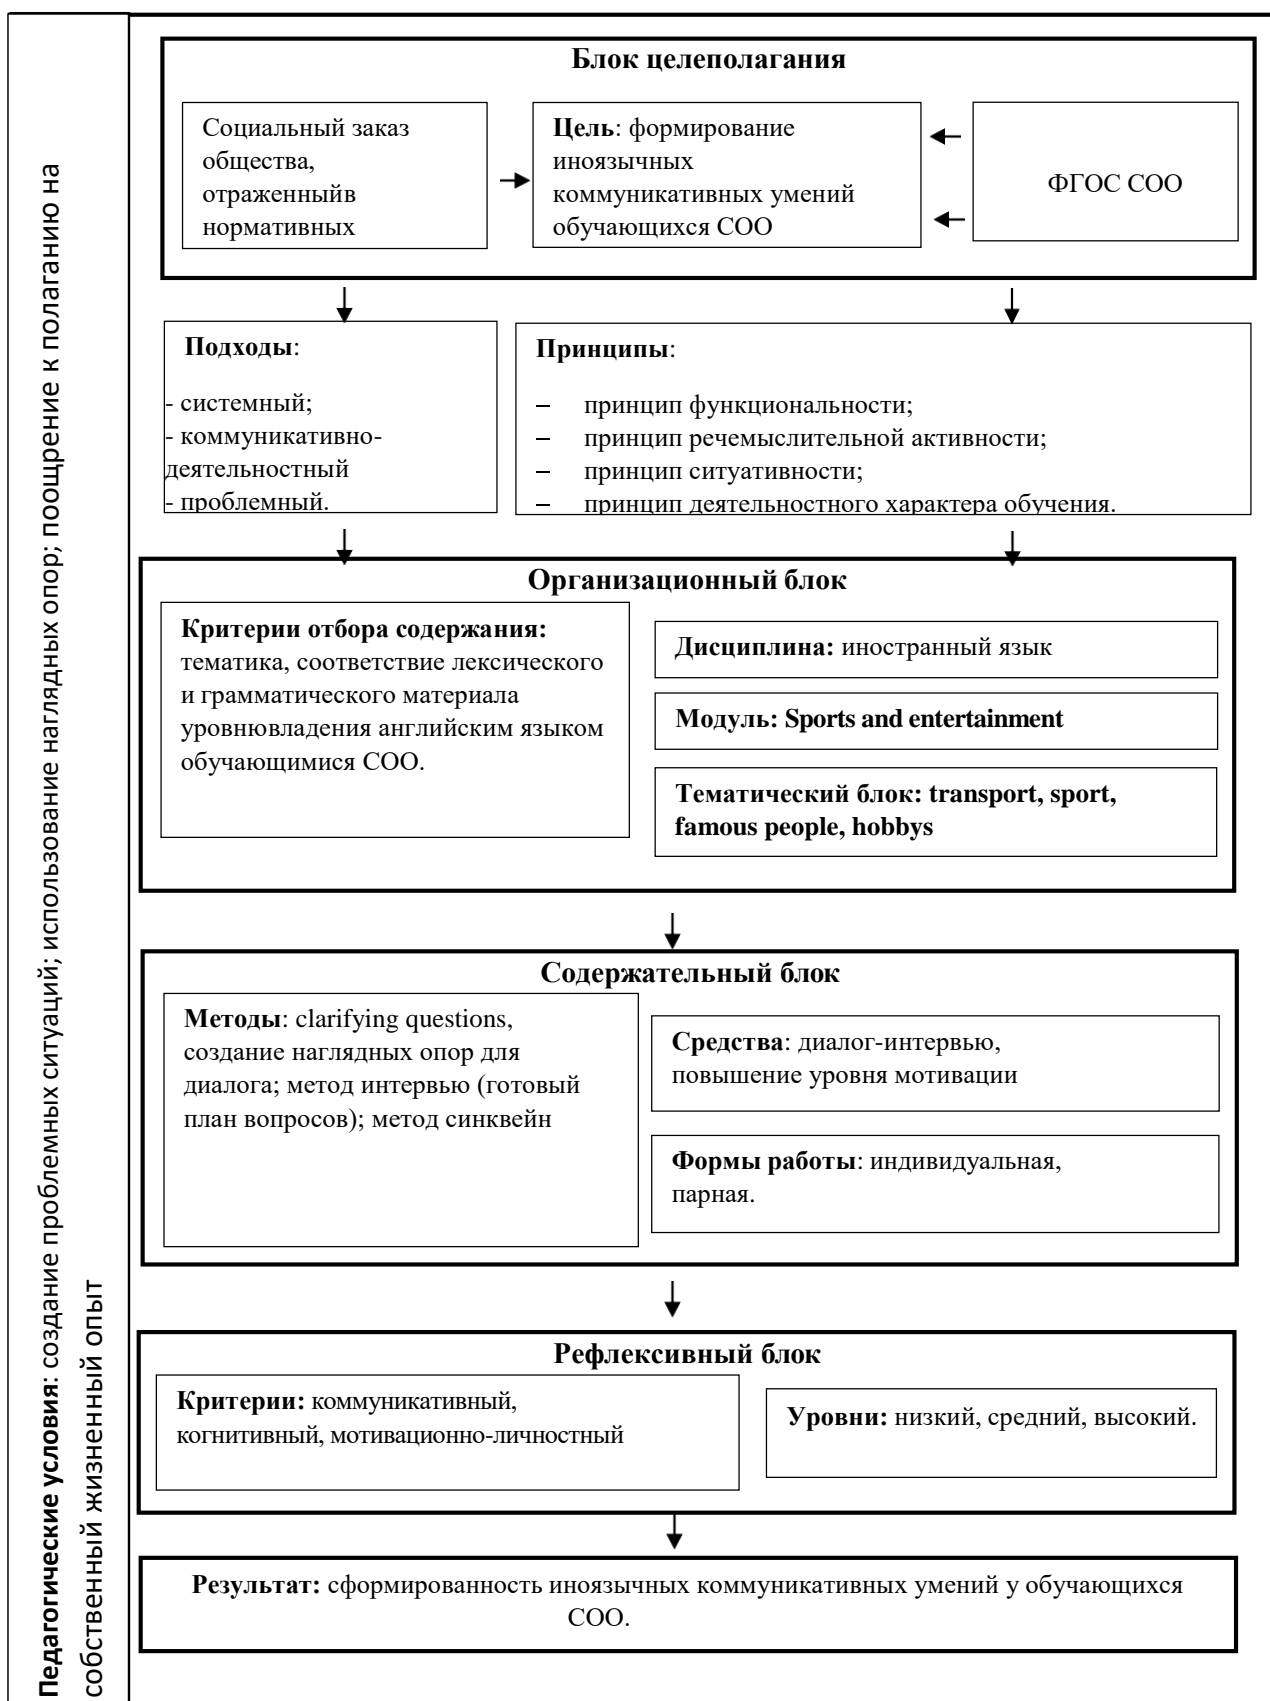 Педагогические условия: создание проблемных ситуаций; использование наглядных опор; поощрение к полаганию на
собственный жизненный опыт
Блок целеполагания
Социальный заказ
общества,
отраженныйв
нормативных
Цель: формирование
иноязычных
коммуникативных умений
обучающихся СОО
ФГОС СОО
Подходы:
- системный;
- коммуникативно-
деятельностный
- проблемный.
Принципы:
– принцип функциональности;
– принцип речемыслительной активности;
– принцип ситуативности;
– принцип деятельностного характера обучения.
Организационный блок
Критерии отбора содержания:
тематика, соответствие лексического
и грамматического материала
уровнювладения английским языком
обучающимися СОО.
Дисциплина: иностранный язык
Модуль: Sports and entertainment
Тематический блок: transport, sport,
famous people, hobbys
Содержательный блок
Методы: clarifying questions,
создание наглядных опор для
диалога; метод интервью (готовый
план вопросов); метод синквейн
Средства: диалог-интервью,
повышение уровня мотивации
Формы работы: индивидуальная,
парная.
Рефлексивный блок
Критерии: коммуникативный,
когнитивный, мотивационно-личностный
Уровни: низкий, средний, высокий.
Результат: сформированность иноязычных коммуникативных умений у обучающихся
СОО.